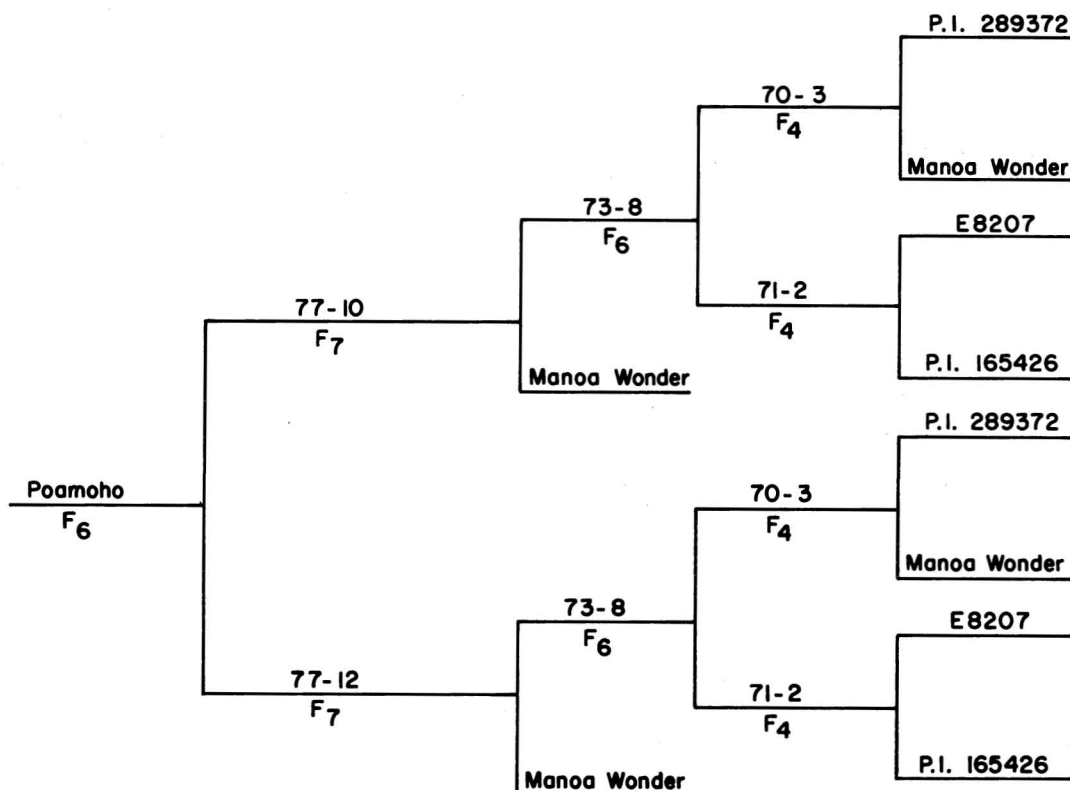 P.I. 289372
70-3
F4
Manoa Wonder
73-8
F6
E8207
71-2
F4
77-10
F7
P.I. 165426
Manoa Wonder
P.I. 289372
Poamoho
F6
70-3
F4
Manoa Wonder
73-8
F6
E8207
77-12
F7
71-2
F4
P.I. 165426
Manoa Wonder